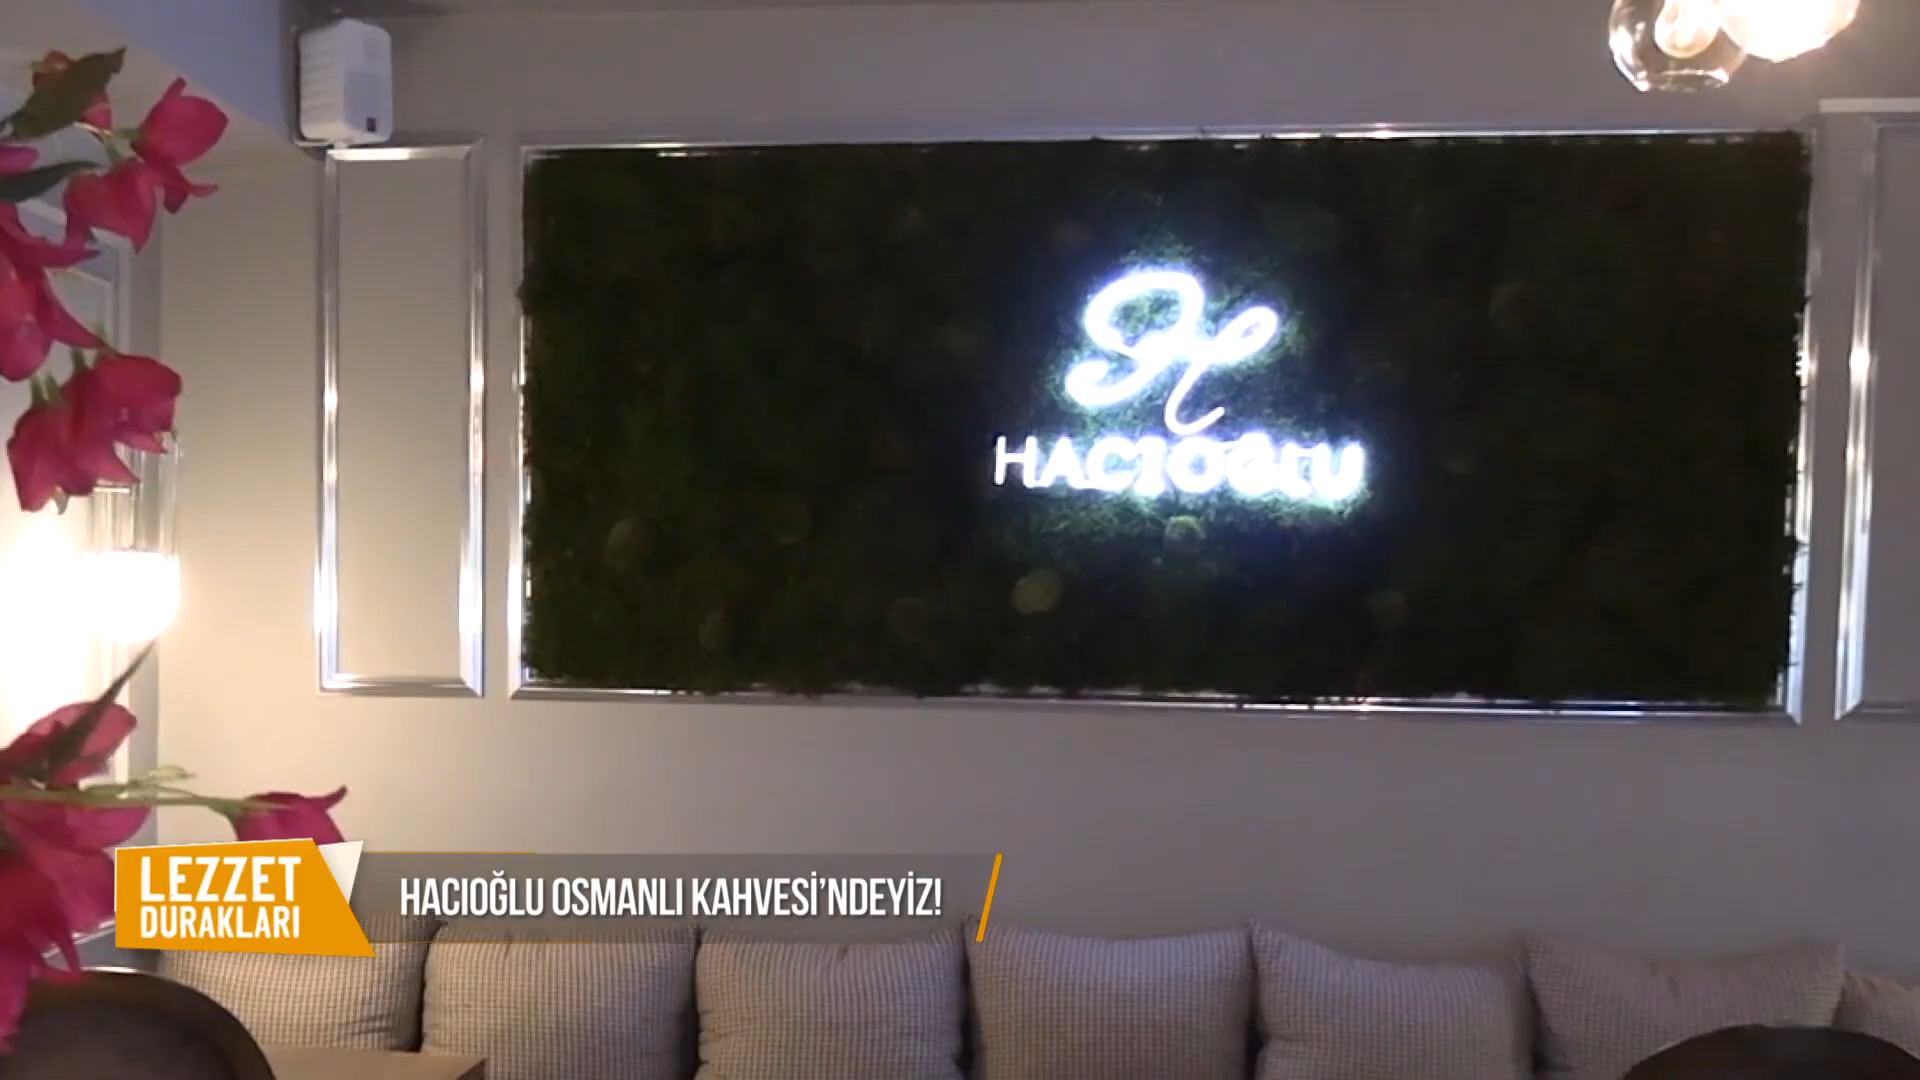 H
HACIOĞLU
LEZZET
DURAKLARI
HACIOĞLU OSMANLI KAHVESİ'NDEYİZ!